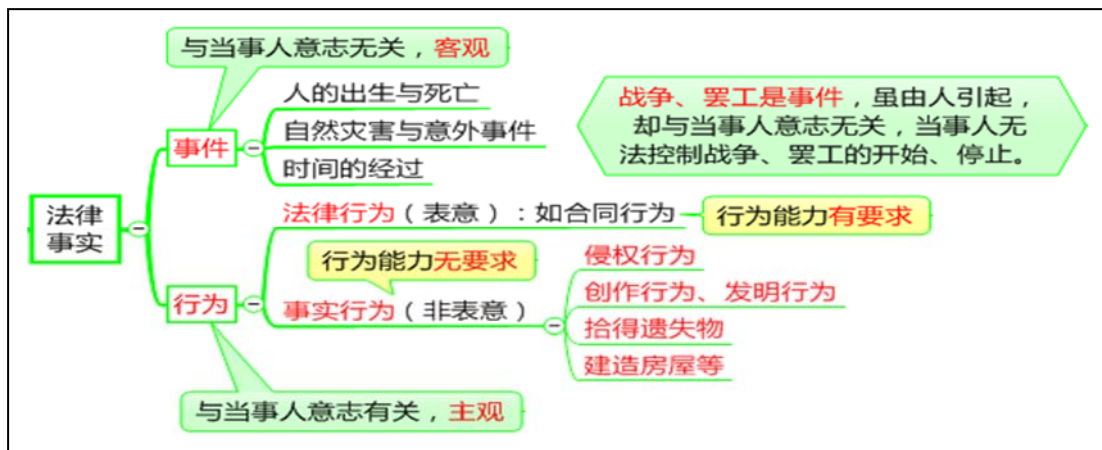 与当事人意志无关，客观
人的出生与死亡
自然灾害与意外事件
时间的经过
事件
战争、罢工是事件，虽由人引起，
却与当事人意志无关，当事人无
法控制战争、罢工的开始、停止。
法律
事实
法律行为（表意）：如合同行为
行为能力有要求
行为能力无要求
行为
事实行为（非表意）
侵权行为
创作行为、发明行为
拾得遗失物
建造房屋等
与当事人意志有关，主观